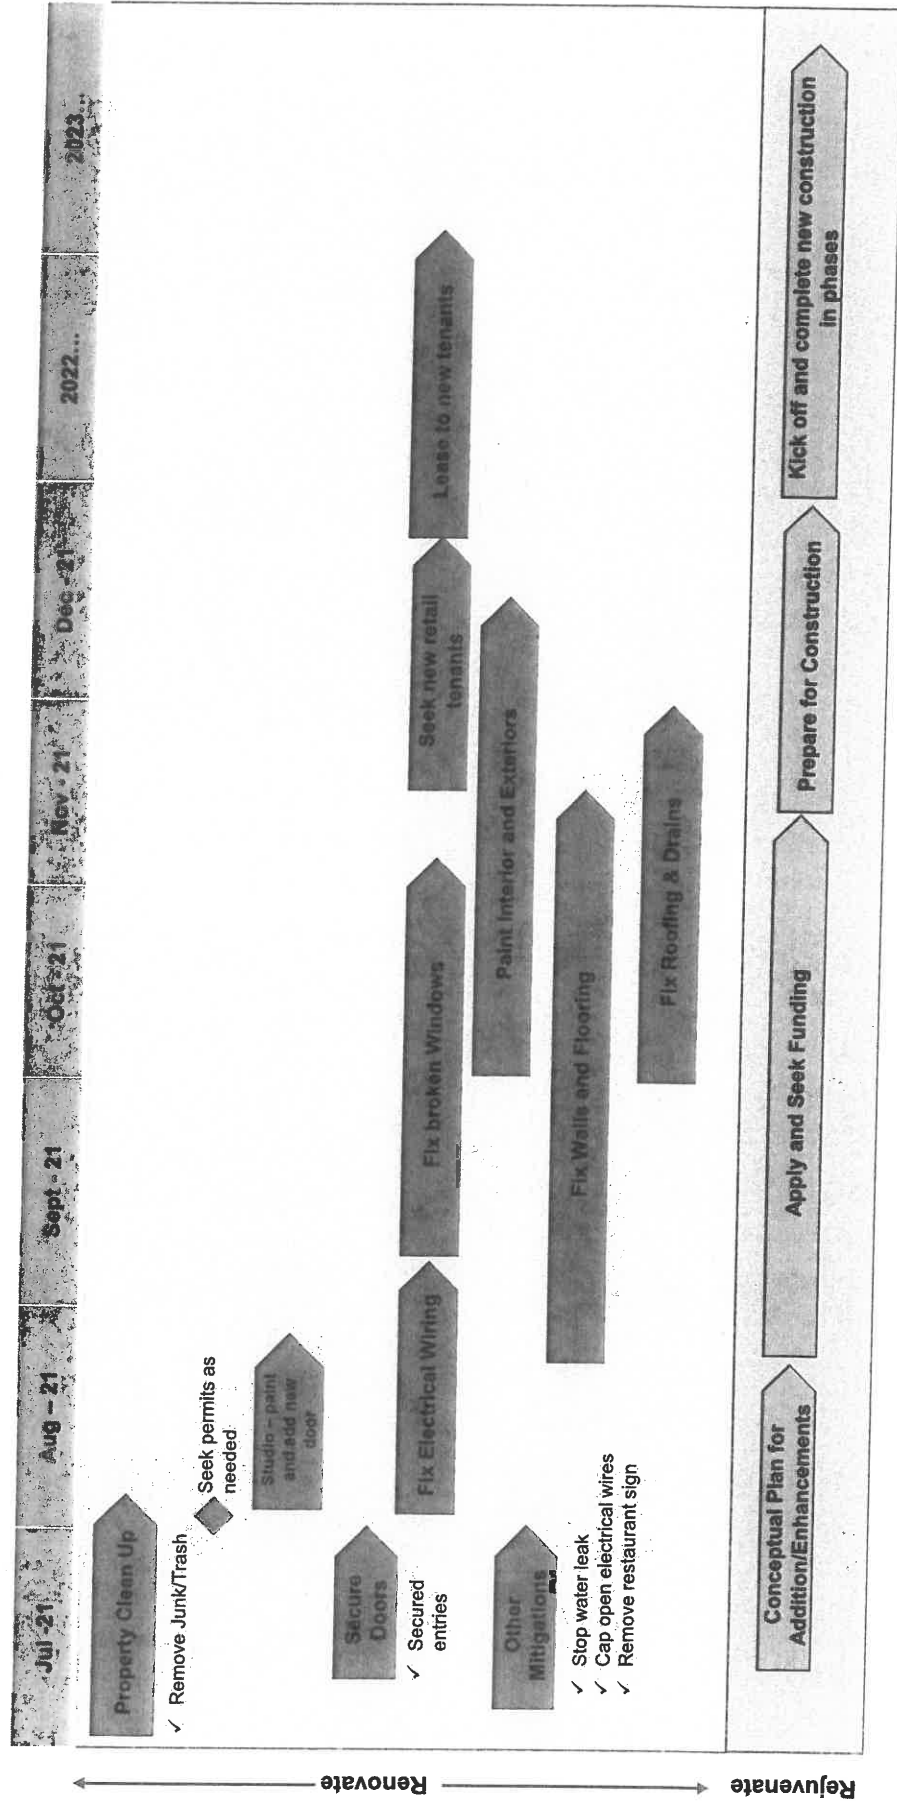 Jul -21
Aug – 21
Sept - 21
Oct - 21
Nov - 21
Dec - 21
2022...
2023...
Renovate
Property Clean Up
✓ Remove Junk/Trash
Seek permits as
needed
Studio – paint
and add new
door
Secure
Doors
✓ Secured
entries
Fix Electrical Wiring
Fix broken Windows
Seek new retail
tenants
Lease to new tenants
Paint Interior and Exteriors
Other
Mitigations
✓ Stop water leak
✓ Cap open electrical wires
✓ Remove restaurant sign
Fix Walls and Flooring
Fix Roofing & Drains
Rejuvenate
Conceptual Plan for
Addition/Enhancements
Apply and Seek Funding
Prepare for Construction
Kick off and complete new construction
in phases